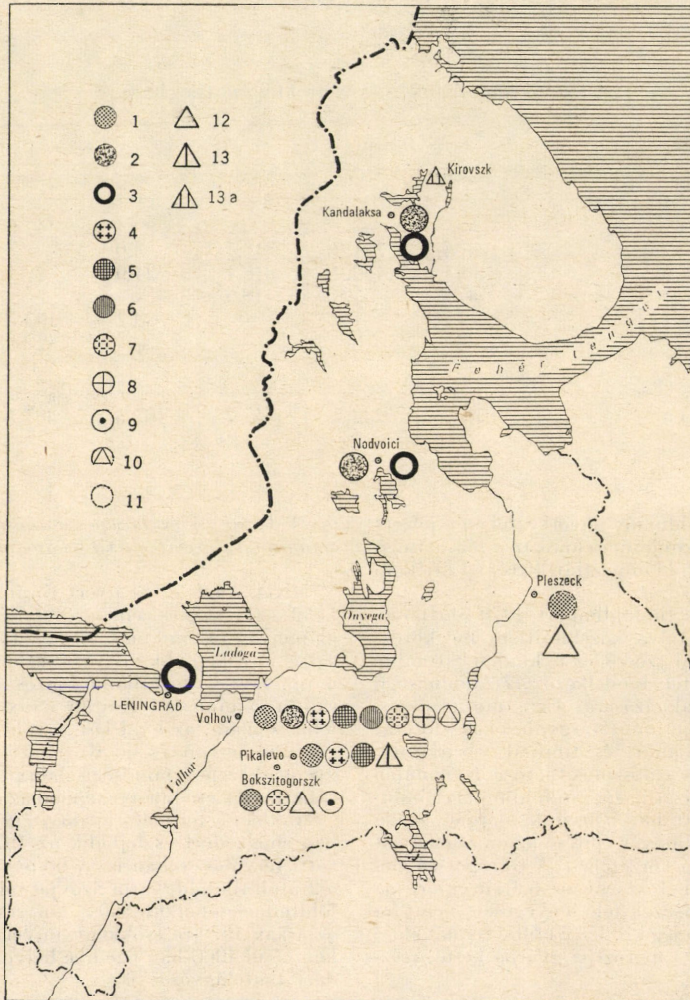 1 12
2 13
3 13 a
4
5
6
7
8
9
10
11
Kirovszk
Kandalaksa
Fehér tenger
Nodvoici
Pleszeck
Onyega
Ladoga
LENINGRÁD
Volhov
Pikalevo
Volhov
Bokszitogorszk